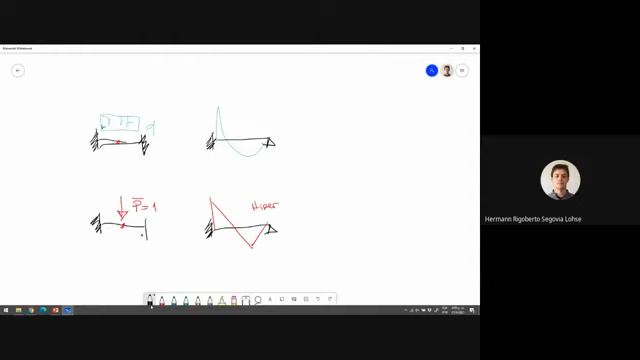 Microsoft Whiteboard
q
P̅=1
Hiper
Hermann Rigoberto Segovia Lohse